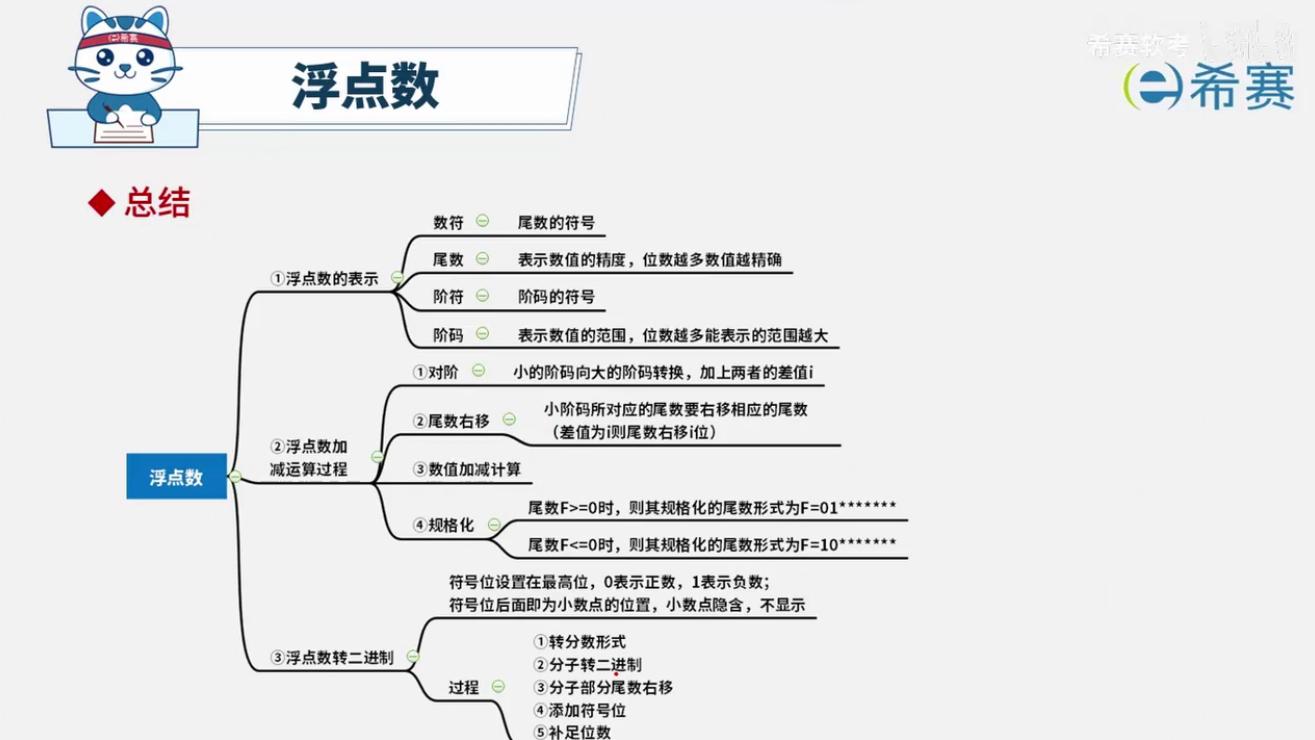 希赛
希赛软考
浮点数
希赛
总结
数符 尾数的符号
尾数 表示数值的精度，位数越多数值越精确
①浮点数的表示
阶符 阶码的符号
阶码 表示数值的范围，位数越多能表示的范围越大
①对阶 小的阶码向大的阶码转换，加上两者的差值i
②尾数右移 小阶码所对应的尾数要右移相应的尾数
（差值为i则尾数右移i位）
②浮点数加
减运算过程
③数值加减计算
浮点数
④规格化
尾数F>=0时，则其规格化的尾数形式为F=01*******
尾数F<=0时，则其规格化的尾数形式为F=10*******
符号位设置在最高位，0表示正数，1表示负数；
符号位后面即为小数点的位置，小数点隐含，不显示
③浮点数转二进制
过程
①转分数形式
②分子转二进制
③分子部分尾数右移
④添加符号位
⑤补足位数